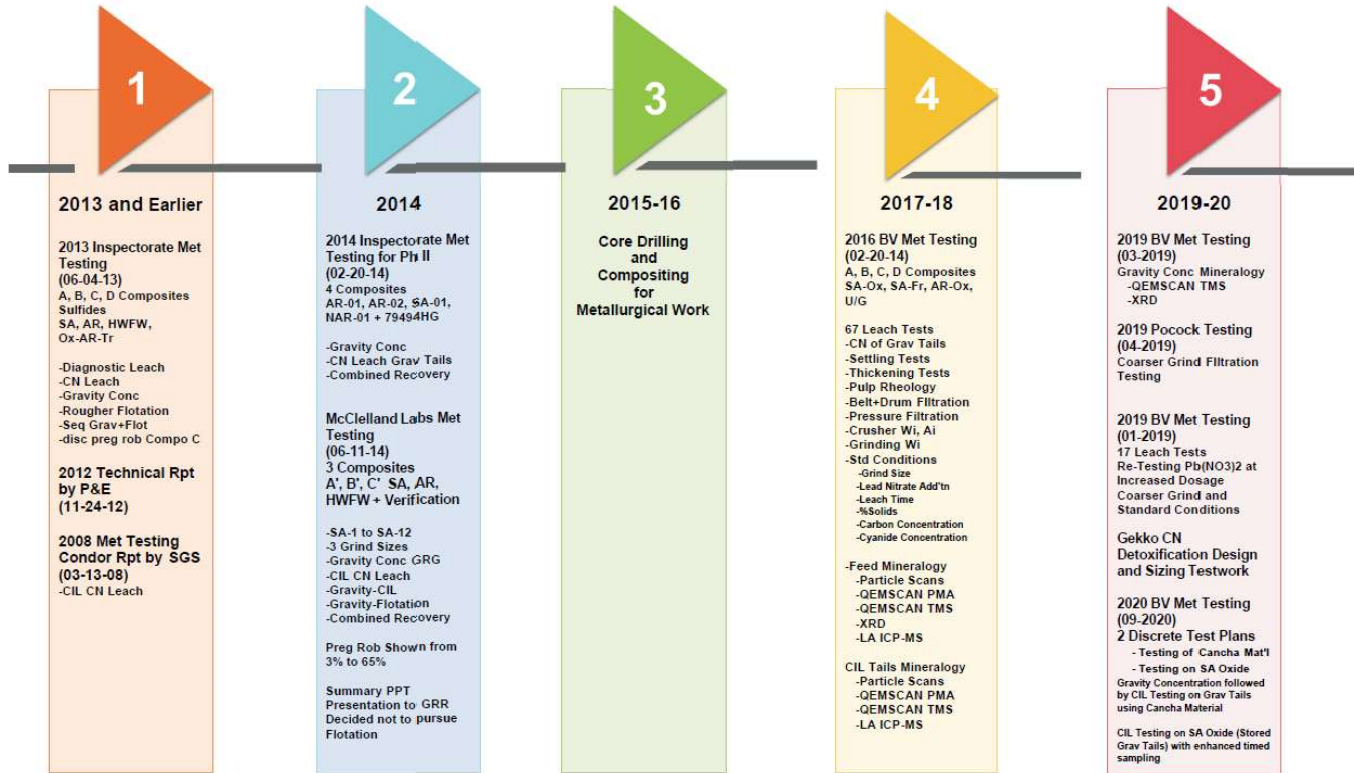 1
2013 and Earlier
2013 Inspectorate Met
Testing
(06-04-13)
A, B, C, D Composites
Sulfides
SA, AR, HWFW,
Ox-AR-Tr
-Diagnostic Leach
-CN Leach
-Gravity Conc
-Rougher Flotation
-Seq Grav+Flot
-disc preg rob Compo C
2012 Technical Rpt
by P&E
(11-24-12)
2008 Met Testing
Condor Rpt by SGS
(03-13-08)
-CIL CN Leach
2
2014
2014 Inspectorate Met
Testing for Ph II
(02-20-14)
4 Composites
AR-01, AR-02, SA-01,
NAR-01 + 79494HG
-Gravity Conc
-CN Leach Grav Tails
-Combined Recovery
McClelland Labs Met
Testing
(06-11-14)
3 Composites
A', B', C' SA, AR,
HWFW + Verification
-SA-1 to SA-12
-3 Grind Sizes
-Gravity Conc GRG
-CIL CN Leach
-Gravity-CIL
-Gravity-Flotation
-Combined Recovery
Preg Rob Shown from
3% to 65%
Summary PPT
Presentation to GRR
Decided not to pursue
Flotation
3
2015-16
Core Drilling
and
Compositing
for
Metallurgical Work
4
2017-18
2016 BV Met Testing
(02-20-14)
A, B, C, D Composites
SA-Ox, SA-Fr, AR-Ox,
U/G
67 Leach Tests
-CN of Grav Tails
-Settling Tests
-Thickening Tests
-Pulp Rheology
-Belt+Drum FIltration
-Pressure Filtration
-Crusher Wi, Ai
-Grinding Wi
-Std Conditions
-Grind Size
-Lead Nitrate Add'tn
-Leach Time
-%Solids
-Carbon Concentration
-Cyanide Concentration
-Feed Mineralogy
-Particle Scans
-QEMSCAN PMA
-QEMSCAN TMS
-XRD
-LA ICP-MS
CIL Tails Mineralogy
-Particle Scans
-QEMSCAN PMA
-QEMSCAN TMS
-LA ICP-MS
5
2019-20
2019 BV Met Testing
(03-2019)
Gravity Conc Mineralogy
-QEMSCAN TMS
-XRD
2019 Pocock Testing
(04-2019)
Coarser Grind FIltration
Testing
2019 BV Met Testing
(01-2019)
17 Leach Tests
Re-Testing Pb(NO3)2 at
Increased Dosage
Coarser Grind and
Standard Conditions
Gekko CN
Detoxification Design
and Sizing Testwork
2020 BV Met Testing
(09-2020)
2 Discrete Test Plans
- Testing of Cancha Mat'l
- Testing on SA Oxide
Gravity Concentration followed
by CIL Testing on Grav Tails
using Cancha Material
CIL Testing on SA Oxide (Stored
Grav Tails) with enhanced timed
sampling